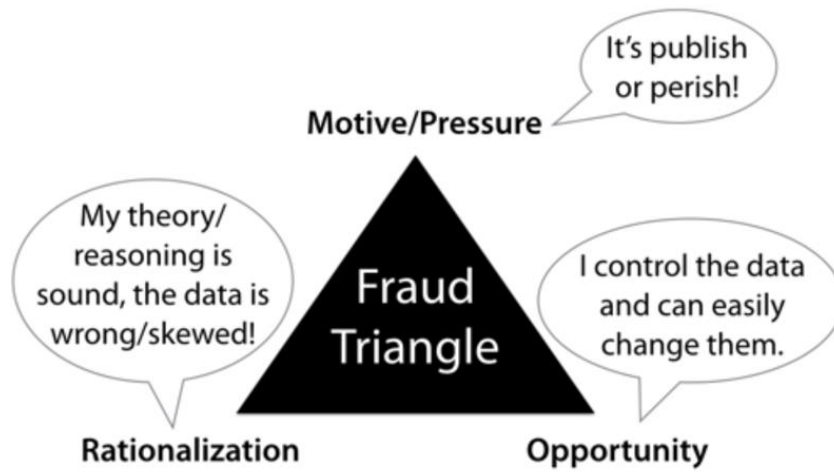 It’s publish
or perish!
Motive/Pressure
My theory/
reasoning is
sound, the data is
wrong/skewed!
Fraud
Triangle
I control the data
and can easily
change them.
Rationalization
Opportunity